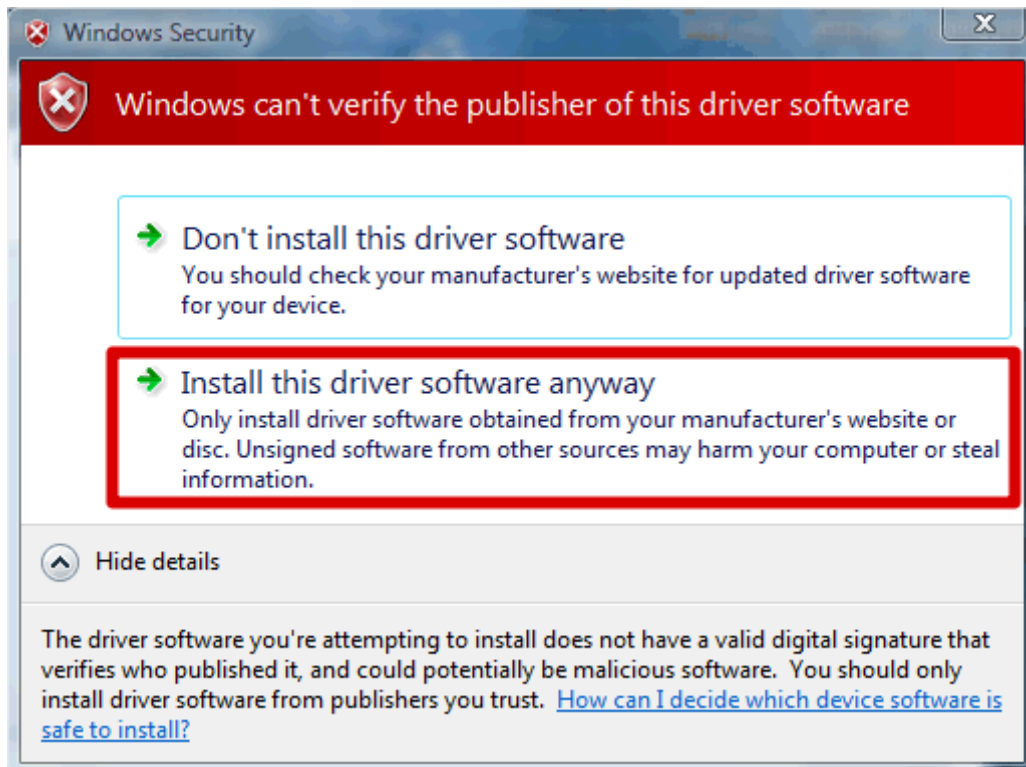 Windows Security
Windows can't verify the publisher of this driver software
Don't install this driver software
You should check your manufacturer's website for updated driver software
for your device.
Install this driver software anyway
Only install driver software obtained from your manufacturer's website or
disc. Unsigned software from other sources may harm your computer or steal
information.
Hide details
The driver software you're attempting to install does not have a valid digital signature that
verifies who published it, and could potentially be malicious software.  You should only
install driver software from publishers you trust.  How can I decide which device software is
safe to install?